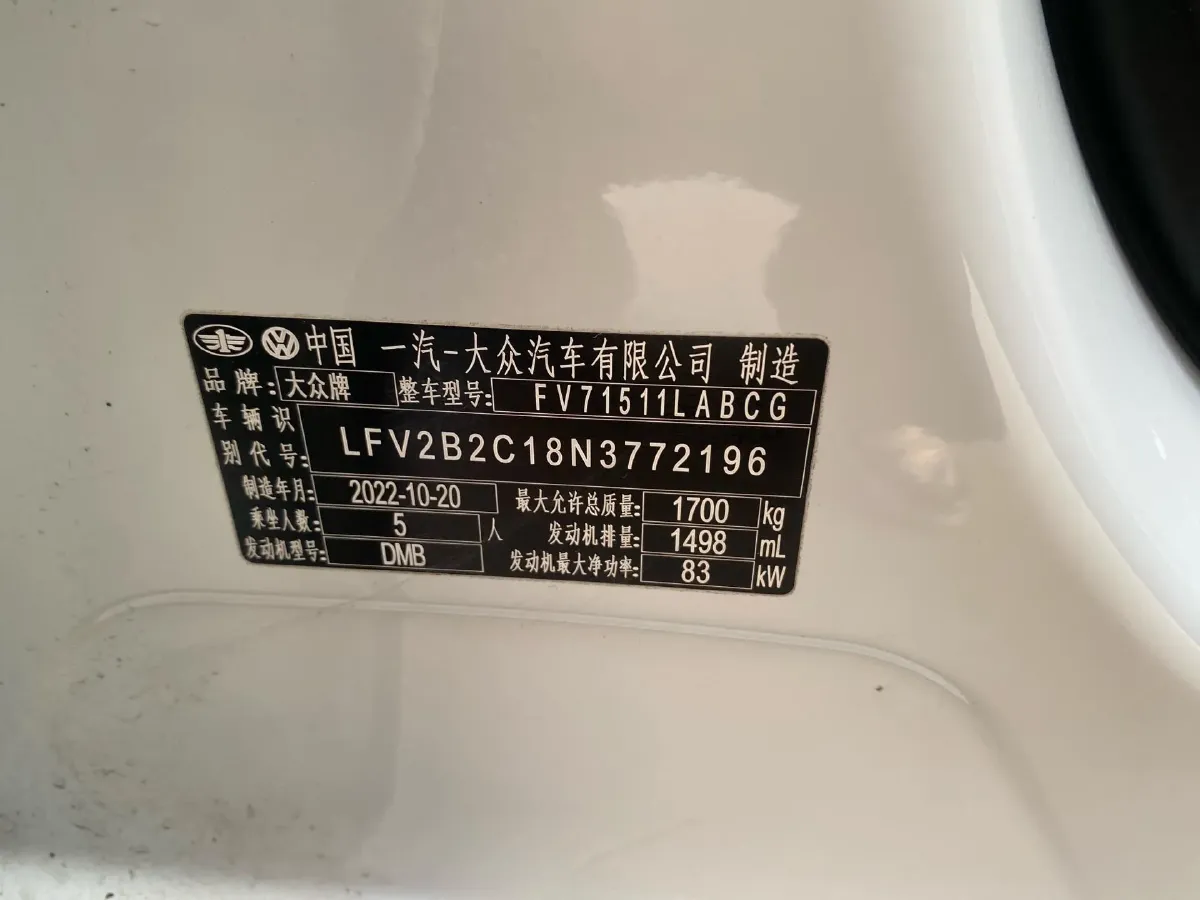 中国 一汽-大众汽车有限公司 制造
品牌: 大众牌 整车型号: FV71511LABCG
车辆识别代号: LFV2B2C18N3772196
制造年月: 2022-10-20 最大允许总质量: 1700 kg
乘坐人数: 5 人 发动机排量: 1498 mL
发动机型号: DMB 发动机最大净功率: 83 kW